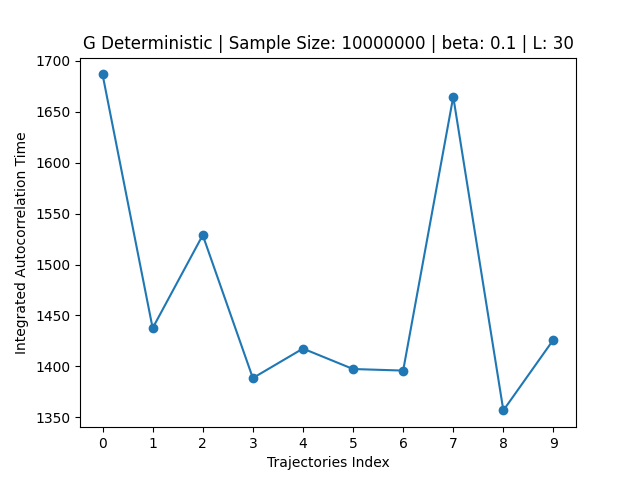 G Deterministic | Sample Size: 10000000 | beta: 0.1 | L: 30
Integrated Autocorrelation Time
1700
1650
1600
1550
1500
1450
1400
1350
0 1 2 3 4 5 6 7 8 9
Trajectories Index